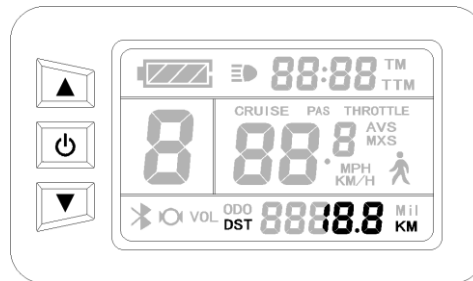 88:88 TM
TTM
CRUISE PAS THROTTLE
8 88.8 AVS
MXS
MPH
KM/H
VOL ODO 88818.8 Mil
DST KM